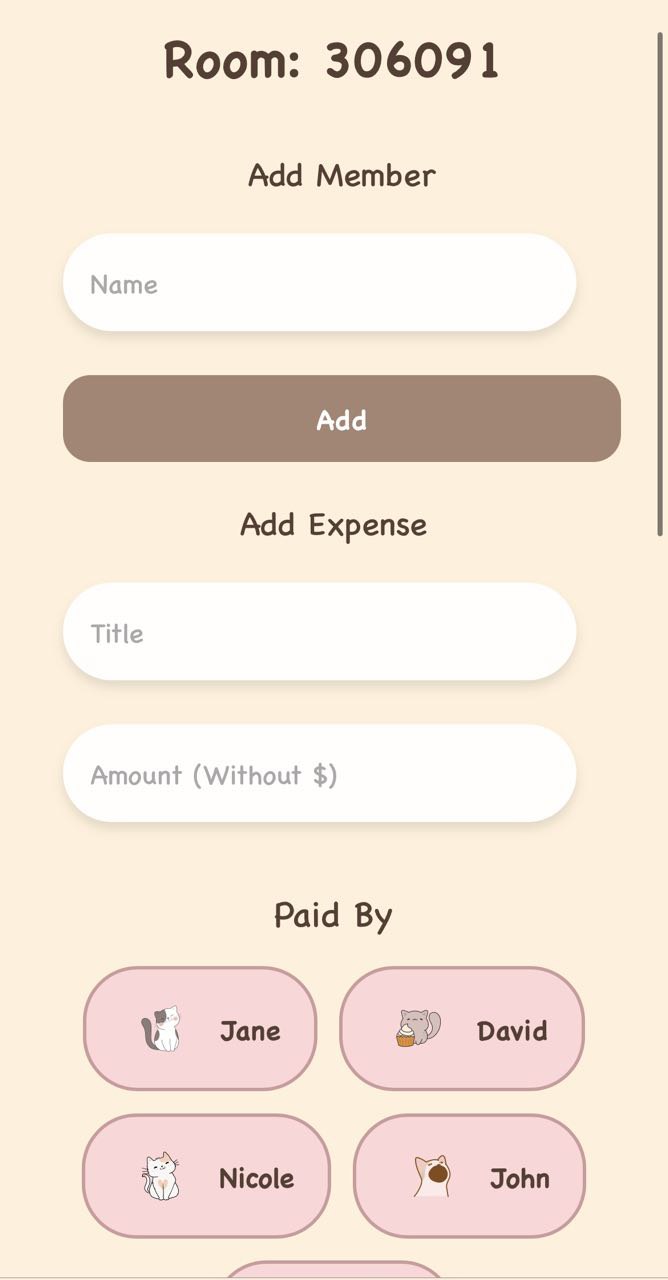 Room: 306091
Add Member
Name
Add
Add Expense
Title
Amount (Without $)
Paid By
Jane
David
Nicole
John